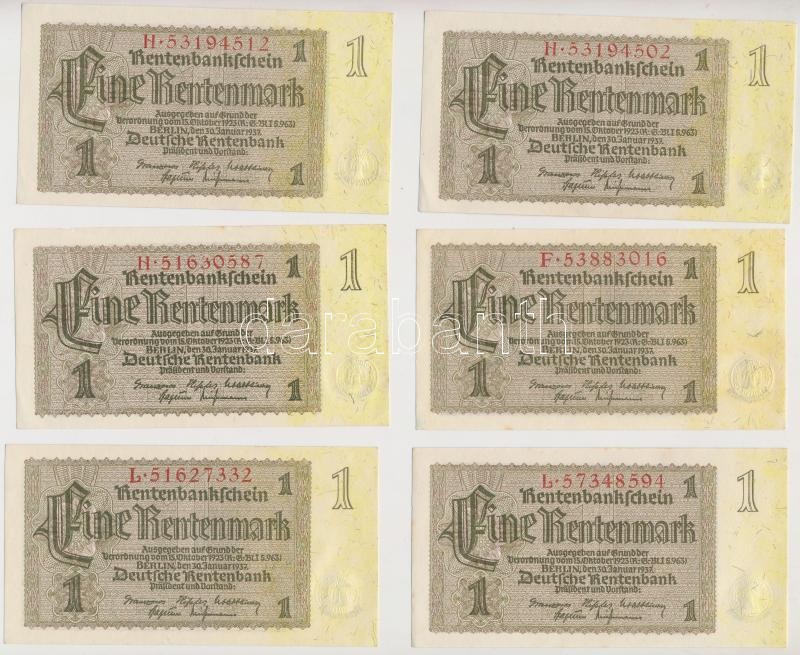 H·53194512
1
1
Rentenbankschein
Eine Rentenmark
Ausgegeben auf Grund der
Verordnung vom 15. Oktober 1923 (R:G:Bl I S.963)
BERLIN, den 30. Januar 1937.
Deutsche Rentenbank
Präsident und Vorstand:
1
1
H·53194502
1
1
Rentenbankschein
Eine Rentenmark
Ausgegeben auf Grund der
Verordnung vom 15. Oktober 1923 (R:G:Bl I S.963)
BERLIN, den 30. Januar 1937.
Deutsche Rentenbank
Präsident und Vorstand:
1
1
H·51630587
1
1
Rentenbankschein
Eine Rentenmark
Ausgegeben auf Grund der
Verordnung vom 15. Oktober 1923 (R:G:Bl I S.963)
BERLIN, den 30. Januar 1937.
Deutsche Rentenbank
Präsident und Vorstand:
1
1
F·53883016
1
1
Rentenbankschein
Eine Rentenmark
Ausgegeben auf Grund der
Verordnung vom 15. Oktober 1923 (R:G:Bl I S.963)
BERLIN, den 30. Januar 1937.
Deutsche Rentenbank
Präsident und Vorstand:
1
1
darabanth
L·51627332
1
1
Rentenbankschein
Eine Rentenmark
Ausgegeben auf Grund der
Verordnung vom 15. Oktober 1923 (R:G:Bl I S.963)
BERLIN, den 30. Januar 1937.
Deutsche Rentenbank
Präsident und Vorstand:
1
1
L·57348594
1
1
Rentenbankschein
Eine Rentenmark
Ausgegeben auf Grund der
Verordnung vom 15. Oktober 1923 (R:G:Bl I S.963)
BERLIN, den 30. Januar 1937.
Deutsche Rentenbank
Präsident und Vorstand:
1
1